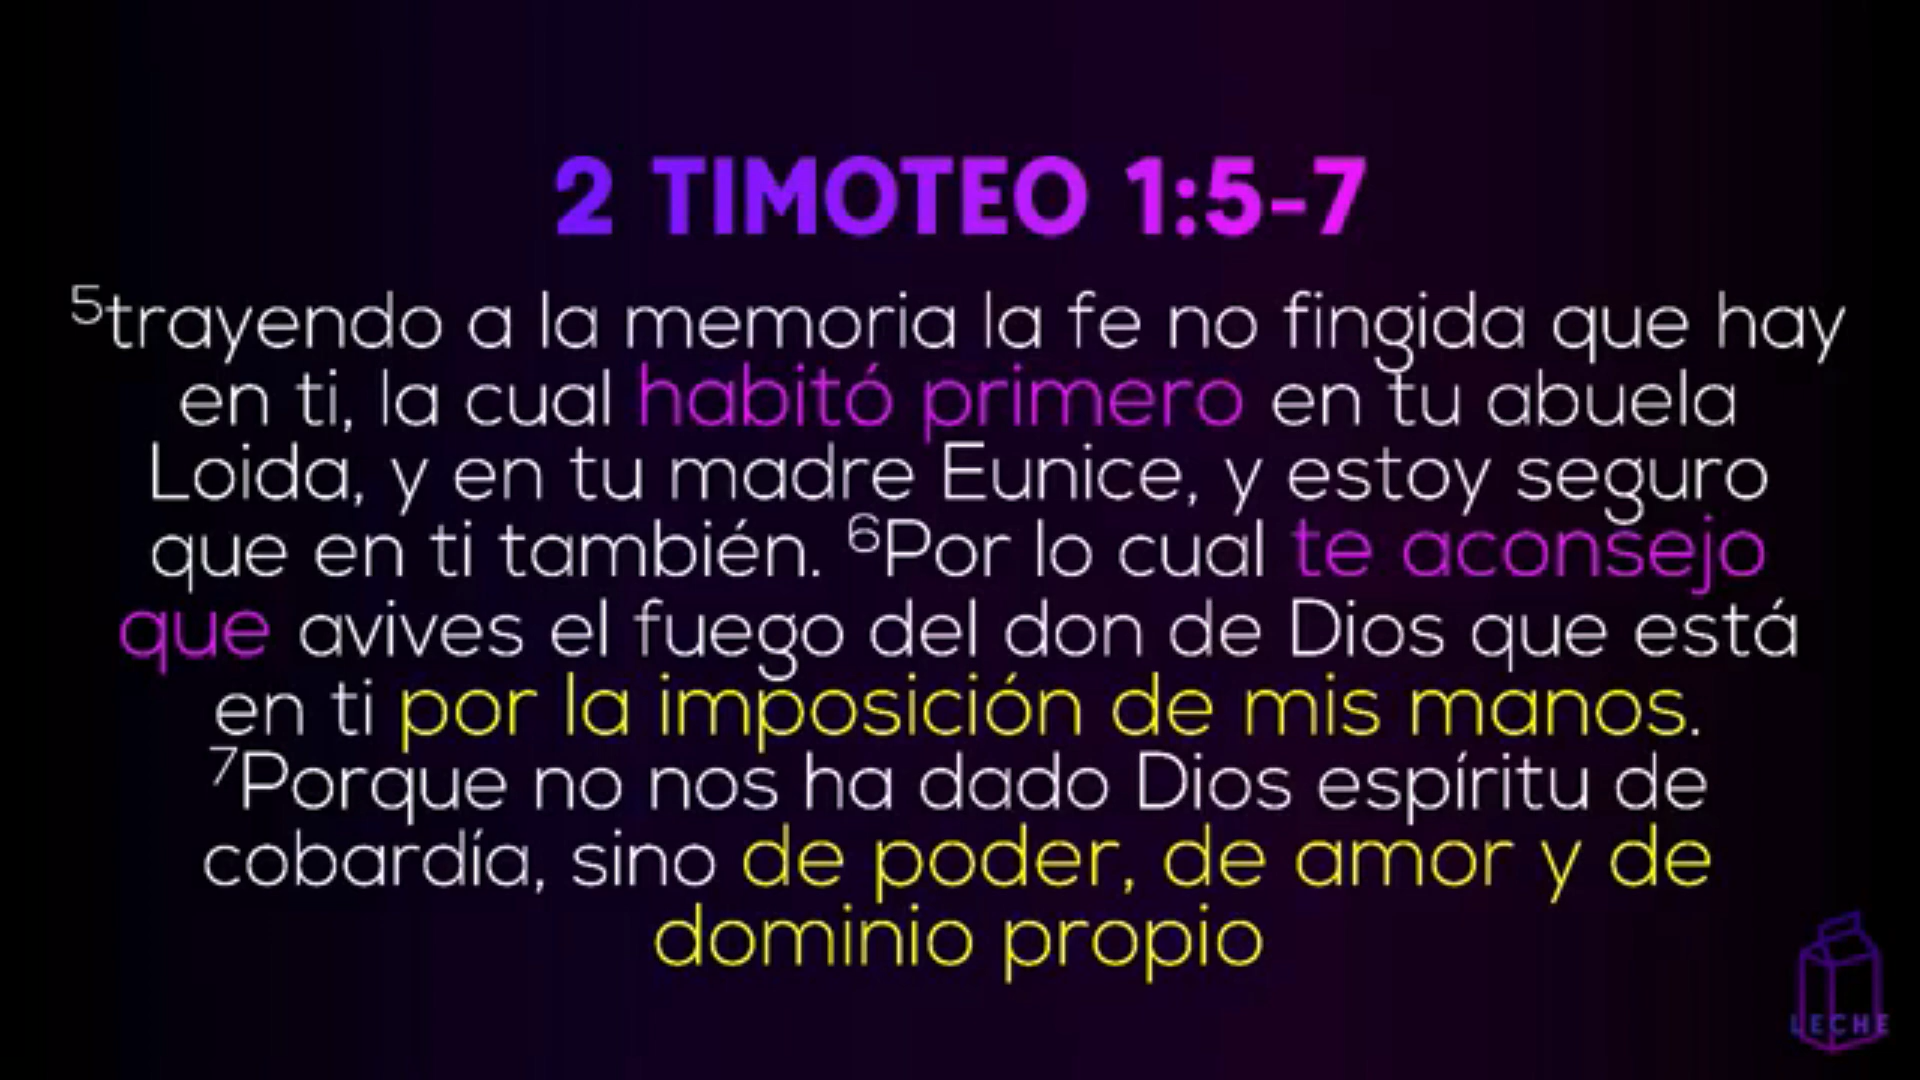 2 TIMOTEO 1:5-7
⁵trayendo a la memoria la fe no fingida que hay
en ti, la cual habitó primero en tu abuela
Loida, y en tu madre Eunice, y estoy seguro
que en ti también. ⁶Por lo cual te aconsejo
que avives el fuego del don de Dios que está
en ti por la imposición de mis manos.
⁷Porque no nos ha dado Dios espíritu de
cobardía, sino de poder, de amor y de
dominio propio
LECHE